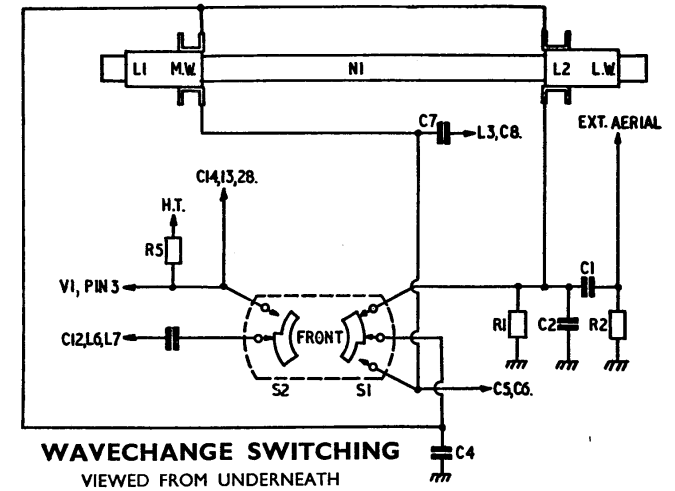 L1 M.W. N1 L2 L.W.
C7
L3,C8.
EXT. AERIAL
C14,13,28.
H.T.
R5
C1
V1, PIN 3
C12,L6,L7
FRONT
R1 C2 R2
S2 S1
C5,C6.
WAVECHANGE SWITCHING
C4
VIEWED FROM UNDERNEATH